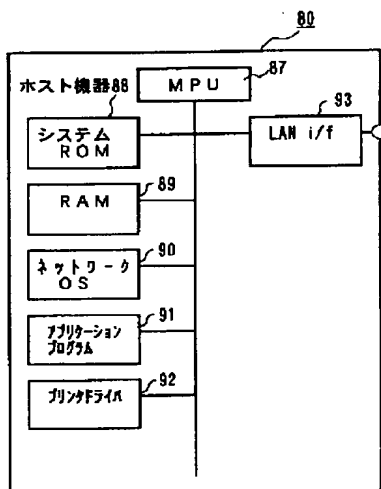 80
ホスト機器88
MPU
87
システム
ROM
93
LAN i/f
89
RAM
90
ネットワーク
OS
91
アプリケーション
プログラム
92
プリンタドライバ